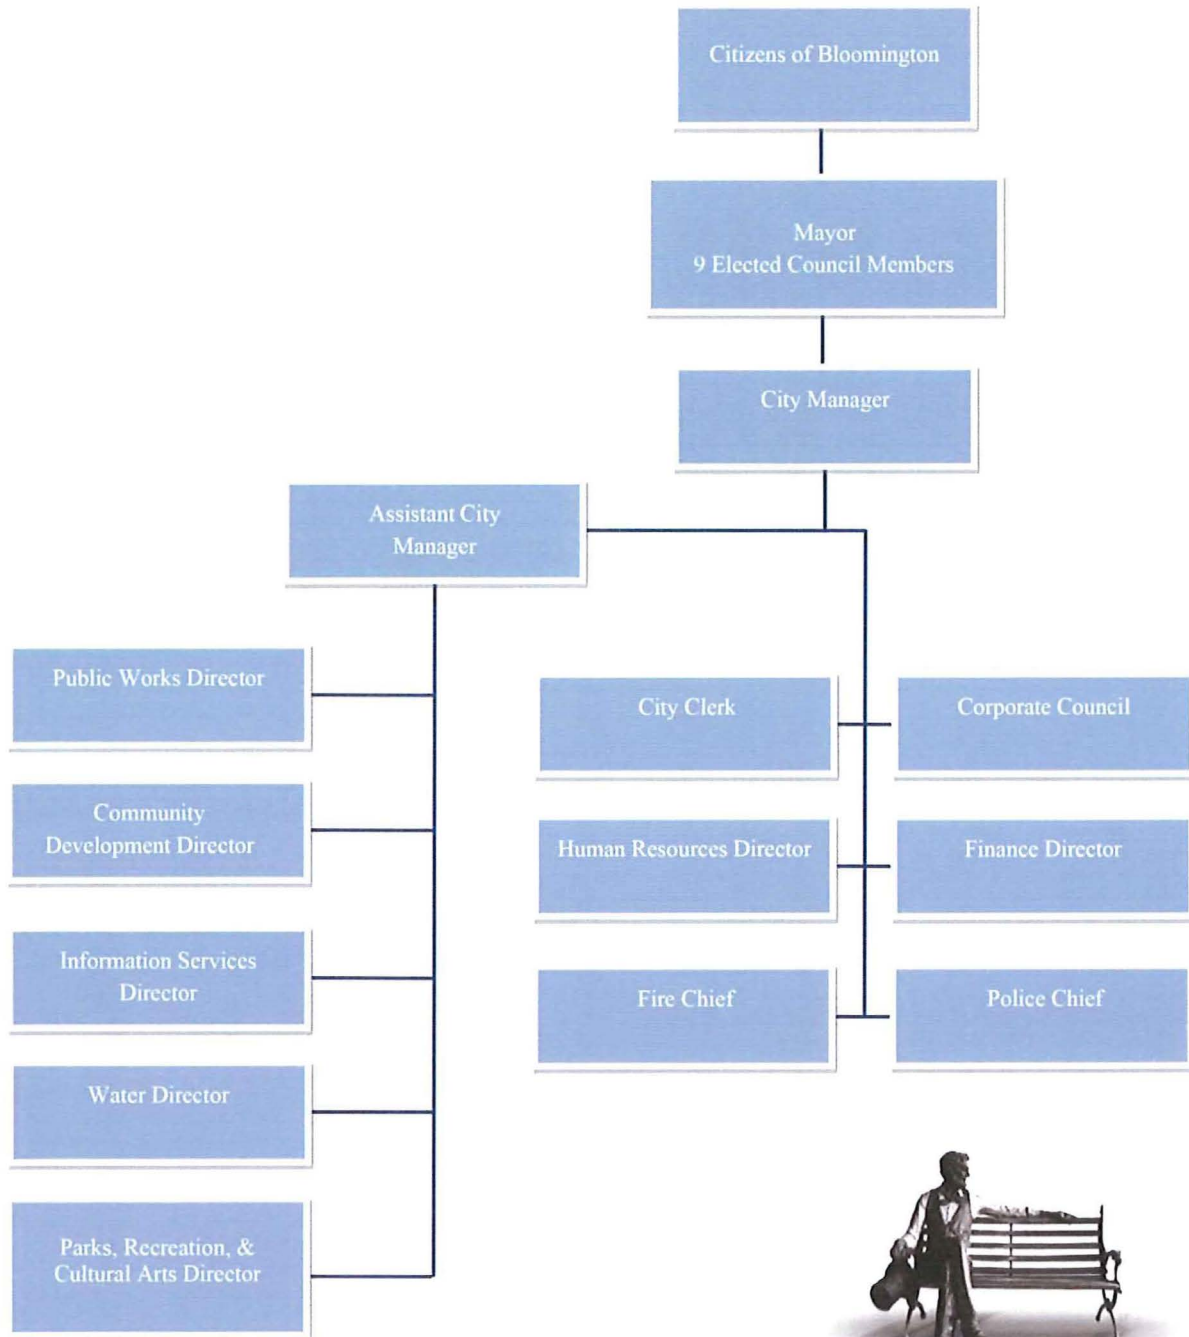 Citizens of Bloomington
Mayor
9 Elected Council Members
City Manager
Assistant City
Manager
Public Works Director
Community
Development Director
Information Services
Director
Water Director
Parks, Recreation, &
Cultural Arts Director
City Clerk
Corporate Council
Human Resources Director
Finance Director
Fire Chief
Police Chief